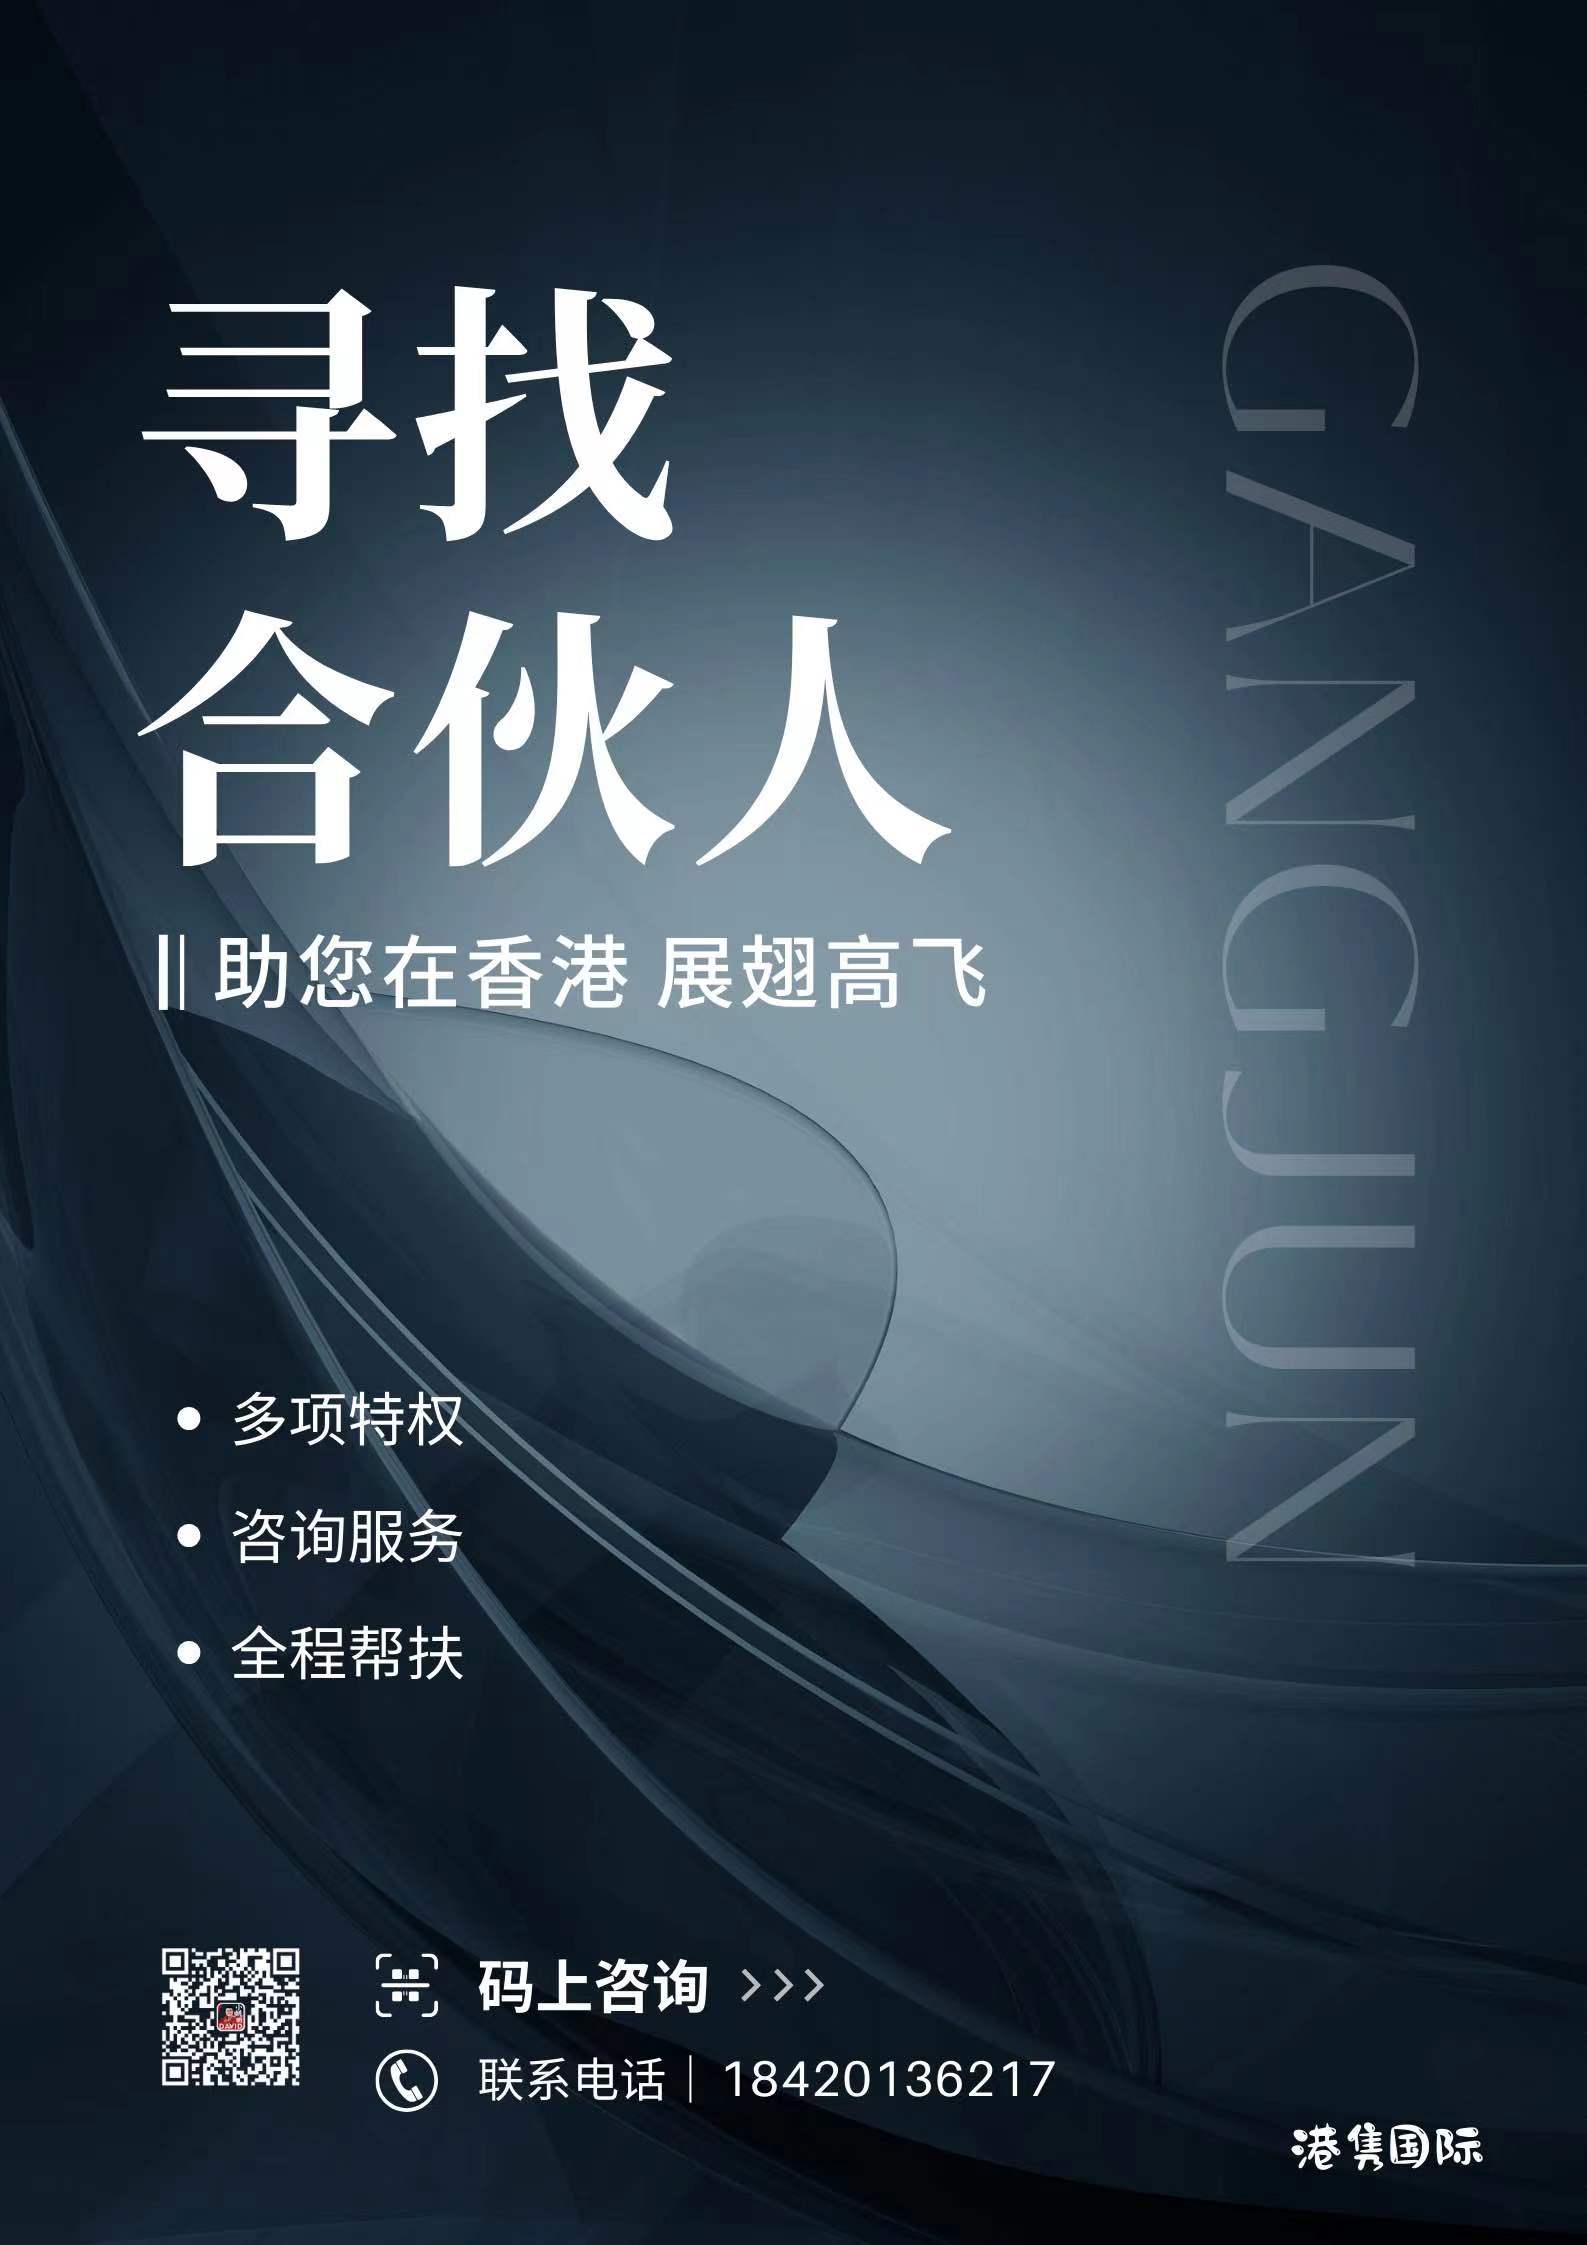 寻找
合伙人
|| 助您在香港 展翅高飞
GANGJUN
• 多项特权
• 咨询服务
• 全程帮扶
码上咨询 >>>
联系电话｜18420136217
DAVID
港隽国际